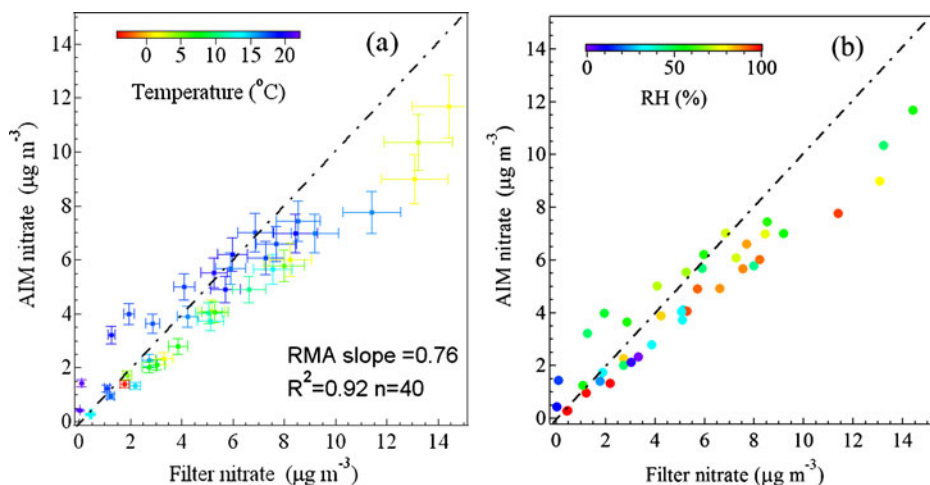 (a)
0 5 10 15 20
Temperature (°C)
AIM nitrate (µg m⁻³)
14
12
10
8
6
4
2
0
RMA slope =0.76
R²=0.92 n=40
0 2 4 6 8 10 12 14
Filter nitrate (µg m⁻³)
(b)
0 50 100
RH (%)
AIM nitrate (µg m⁻³)
14
12
10
8
6
4
2
0
0 2 4 6 8 10 12 14
Filter nitrate (µg m⁻³)